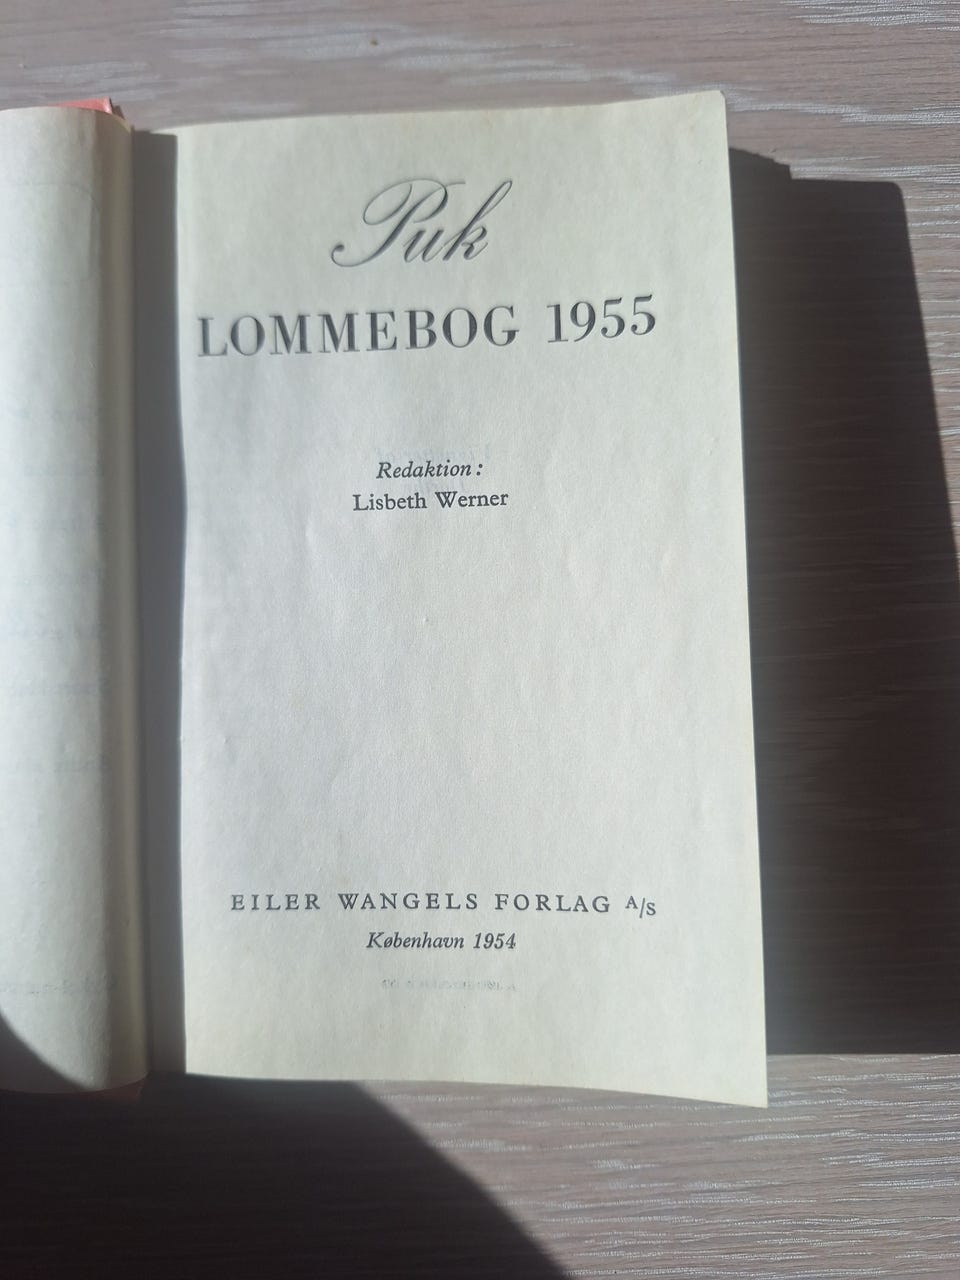 Puk
LOMMEBOG 1955
Redaktion:
Lisbeth Werner
EILER WANGELS FORLAG A/S
København 1954